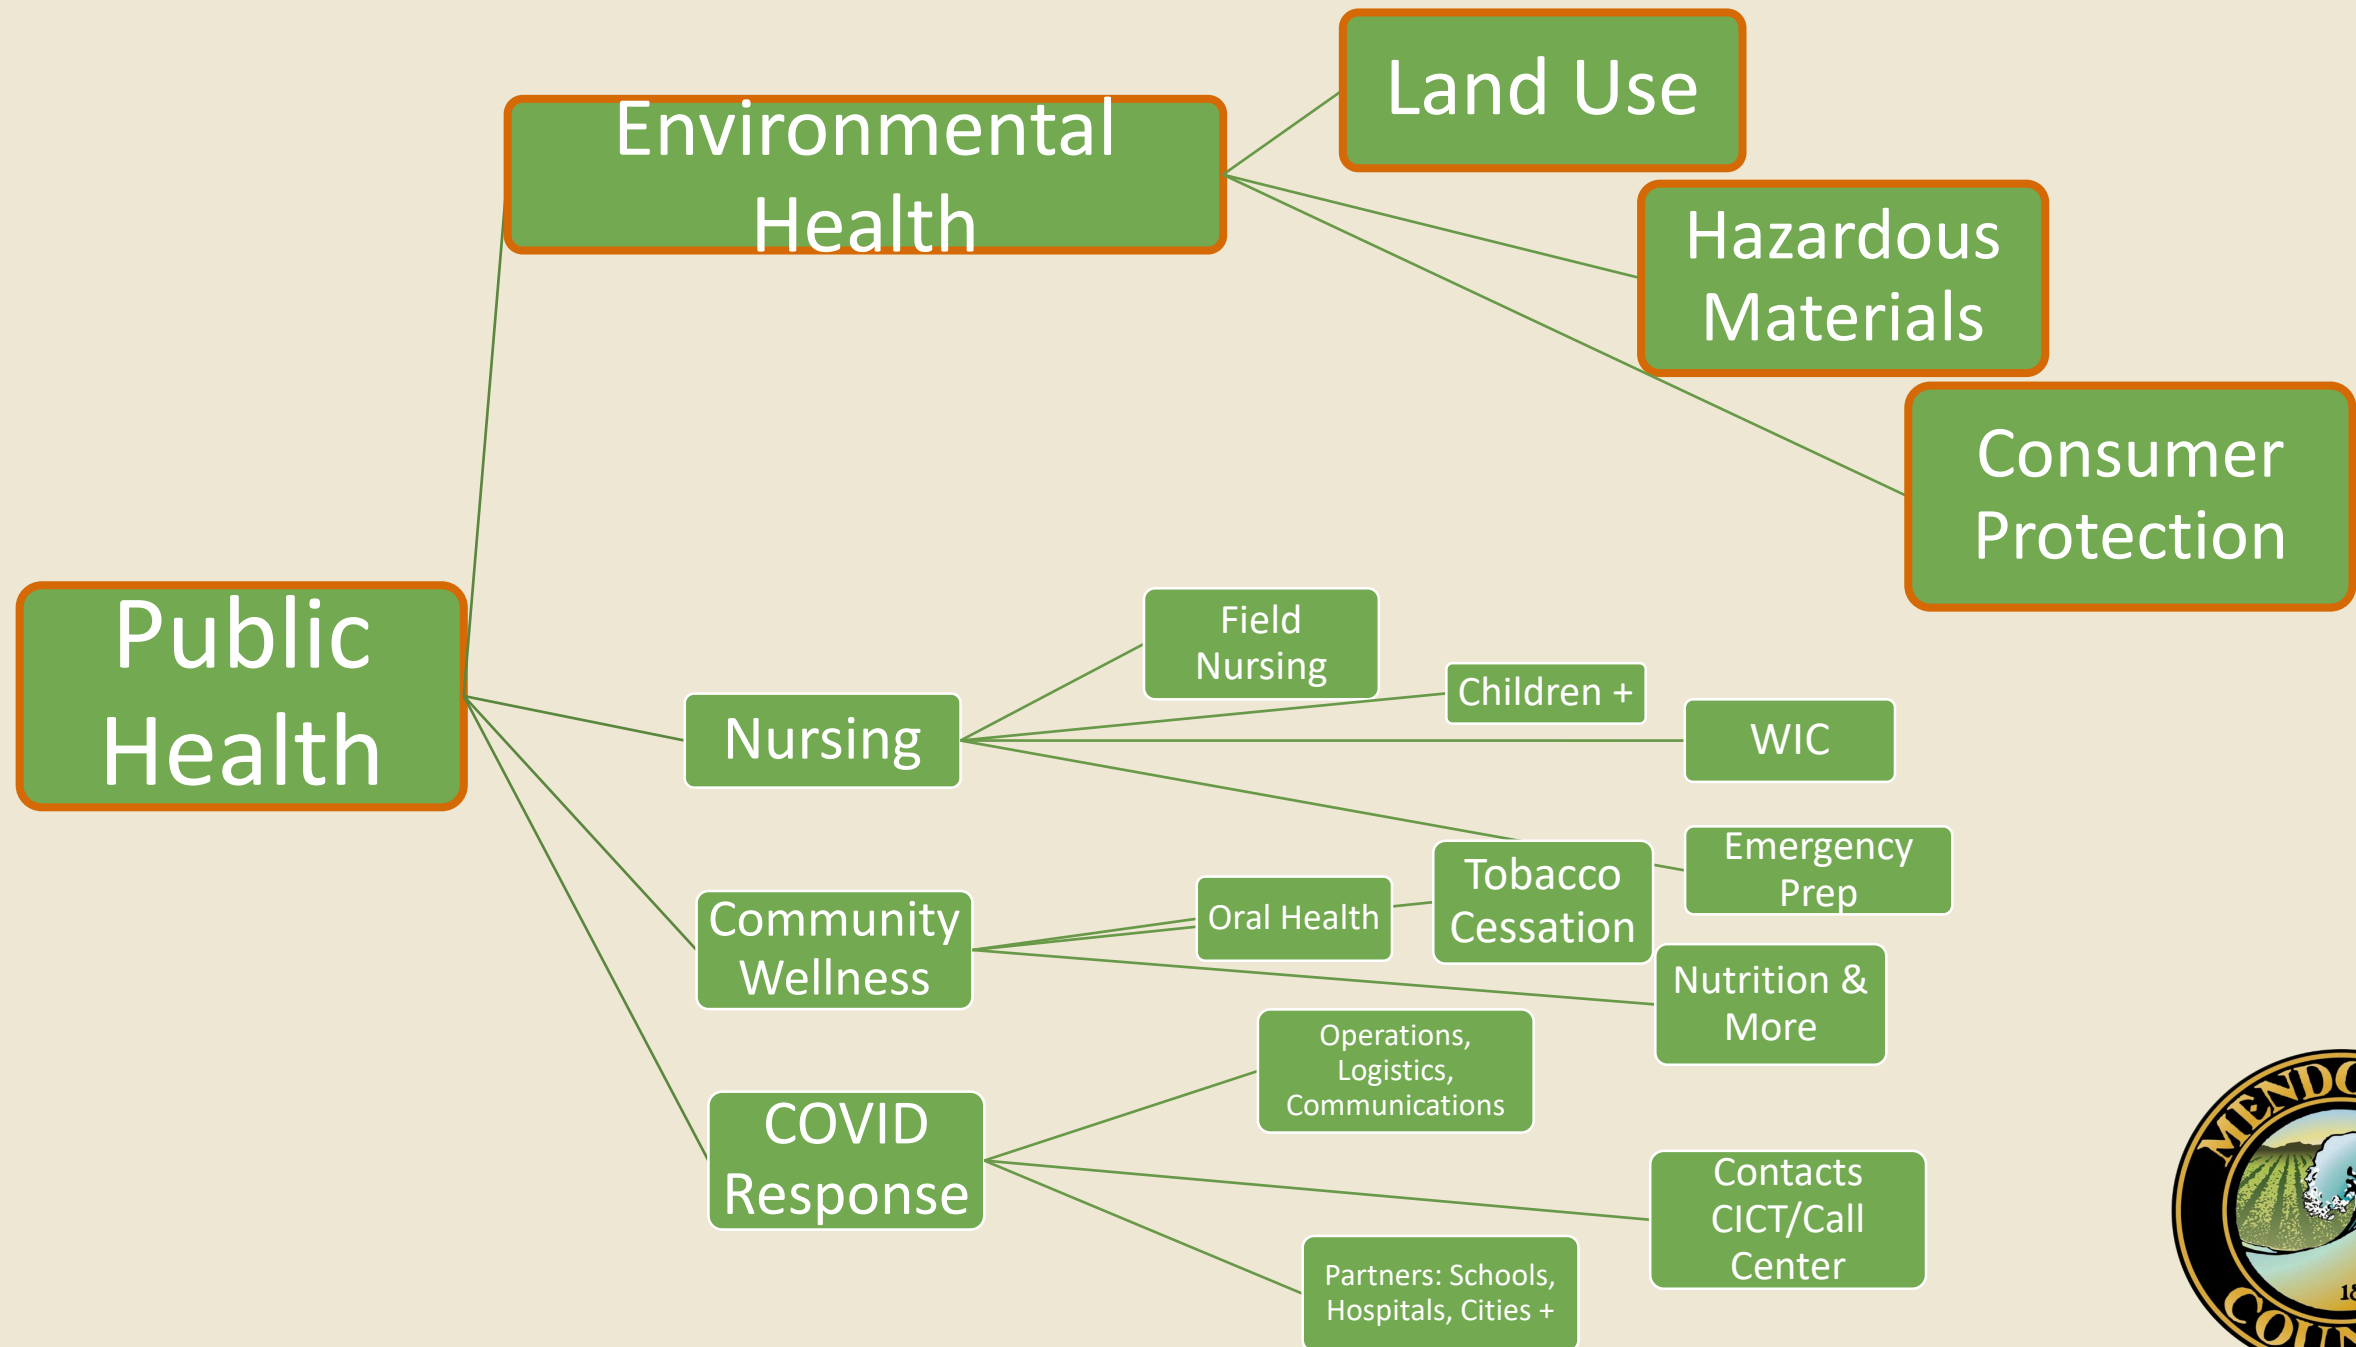 Land Use
Environmental
Health
Hazardous
Materials
Consumer
Protection
Public
Health
Field
Nursing
Children +
Nursing
WIC
Emergency
Prep
Tobacco
Cessation
Oral Health
Community
Wellness
Nutrition &
More
Operations,
Logistics,
Communications
COVID
Response
Contacts
CICT/Call
Center
Partners: Schools,
Hospitals, Cities +